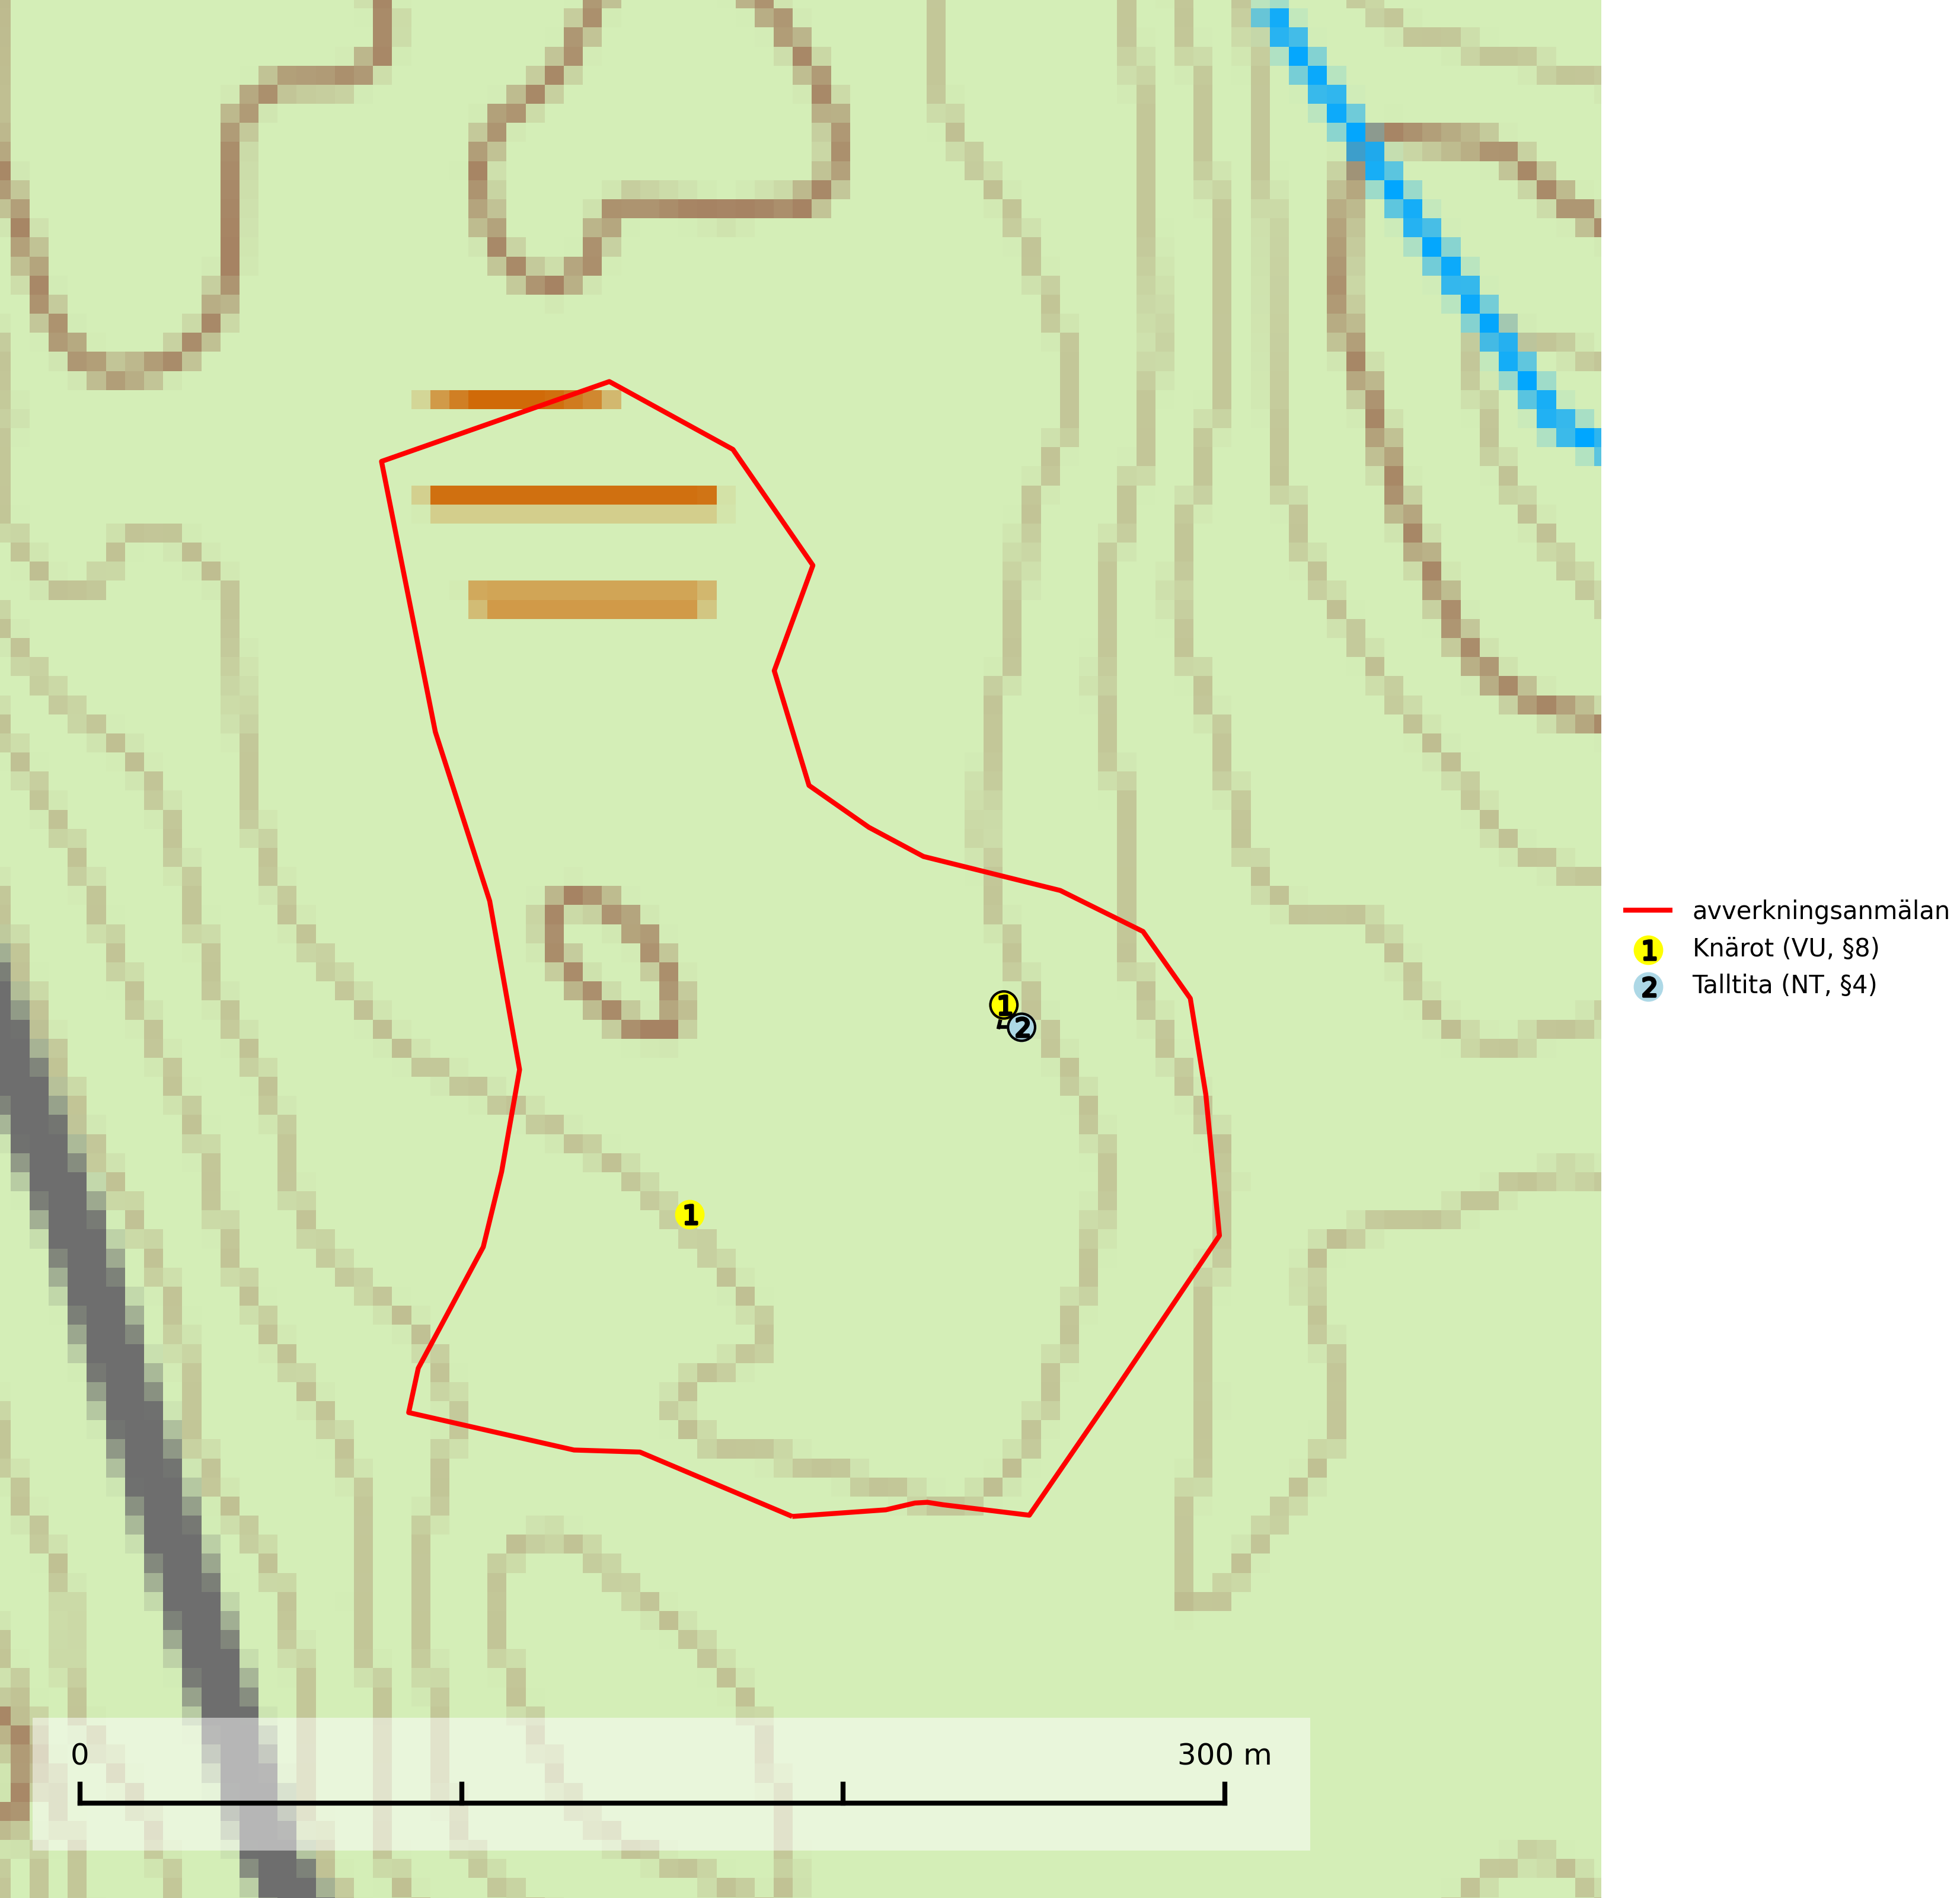 avverkningsanmälan
1 Knärot (VU, §8)
2 Talltita (NT, §4)
1
2
1
0 300 m